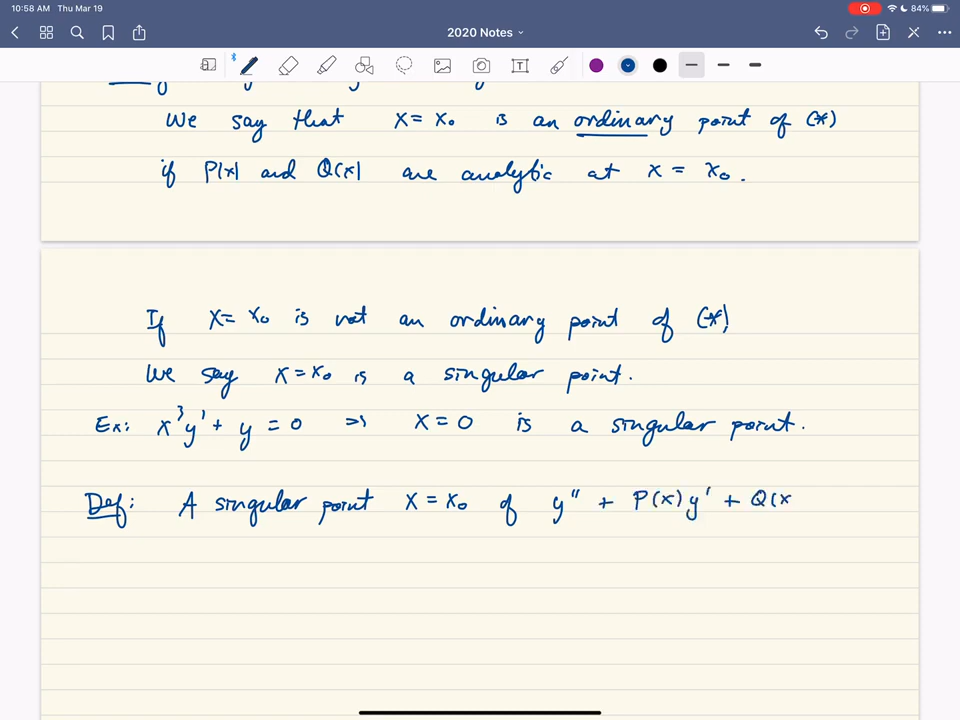 10:58 AM Thu Mar 19
84%
2020 Notes
We say that x = x₀ is an ordinary point of (*)
if P(x) and Q(x) are analytic at x = x₀.
If x = x₀ is not an ordinary point of (*)
We say x = x₀ is a singular point.
Ex: x³y' + y = 0 ⇒ x = 0 is a singular point.
Def: A singular point x = x₀ of y'' + P(x)y' + Q(x